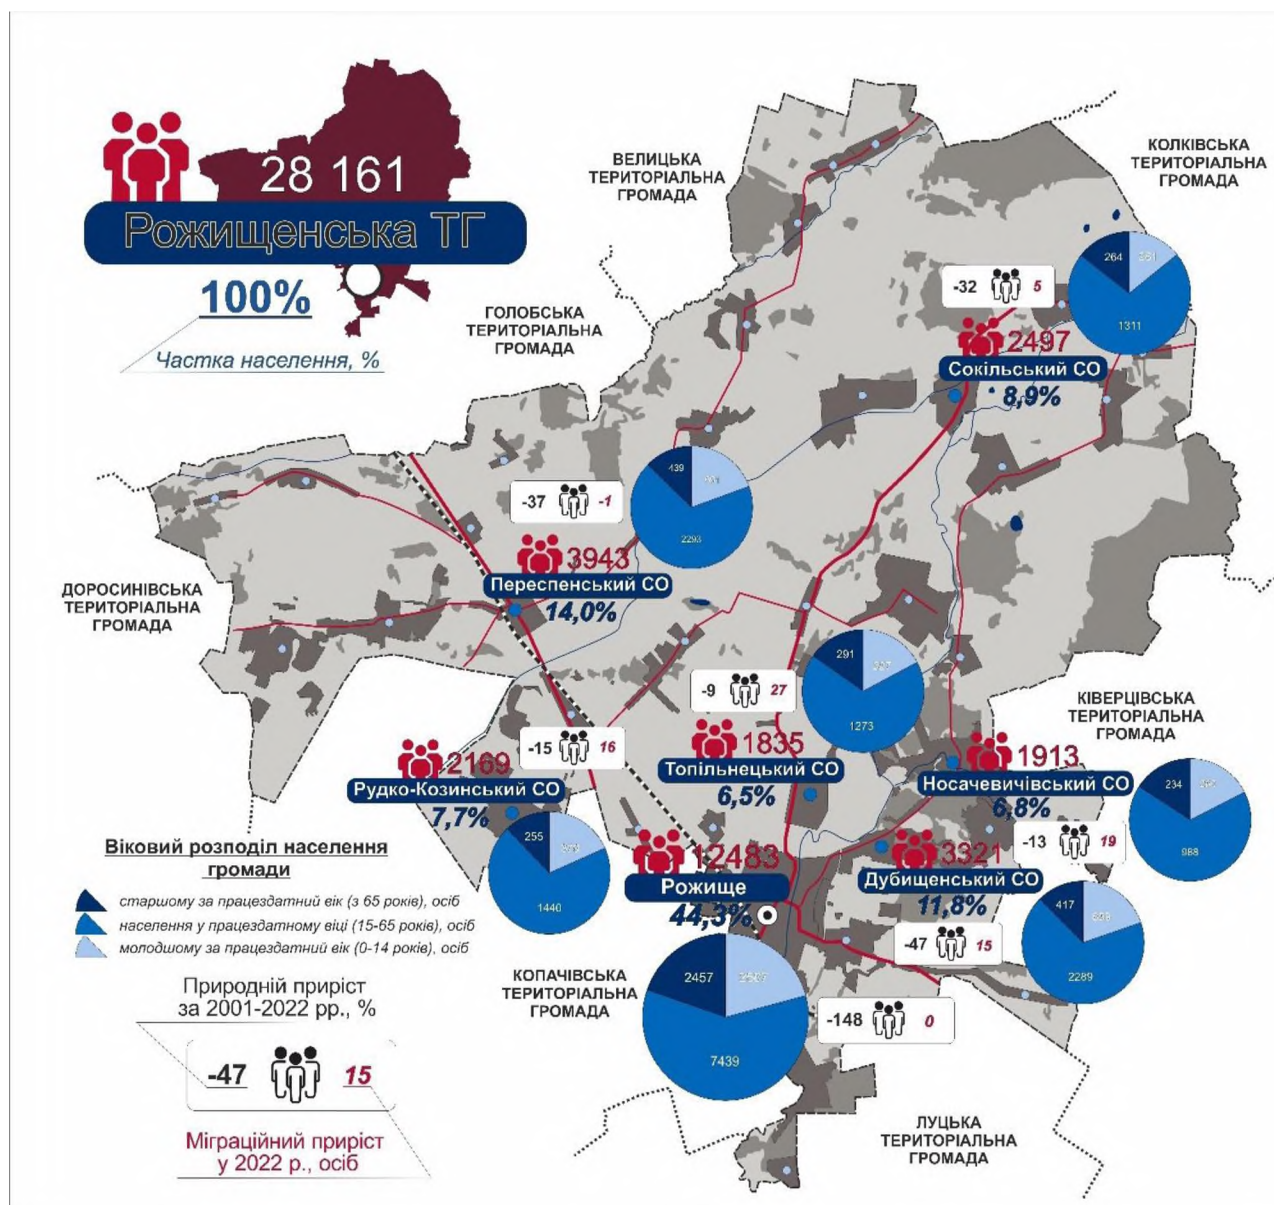 28 161
Рожищенська ТГ
100%
Частка населення, %
ВЕЛИЦЬКА
ТЕРИТОРІАЛЬНА
ГРОМАДА
КОЛКІВСЬКА
ТЕРИТОРІАЛЬНА
ГРОМАДА
ГОЛОБСЬКА
ТЕРИТОРІАЛЬНА
ГРОМАДА
264
1311
-32 5
2497
Сокільський СО
8,9%
439
2293
-37 -1
3943
Переспенський СО
14,0%
ДОРОСИНІВСЬКА
ТЕРИТОРІАЛЬНА
ГРОМАДА
291
1273
-9 27
1835
Топільнецький СО
6,5%
КІВЕРЦІВСЬКА
ТЕРИТОРІАЛЬНА
ГРОМАДА
-15 16
2169
Рудко-Козинський СО
7,7%
255
1440
1913
Носачевичівський СО
6,8%
234
988
-13 19
12483
Рожище
44,3%
3321
Дубищенський СО
11,8%
417
2289
-47 15
Віковий розподіл населення
громади
старшому за працездатний вік (з 65 років), осіб
населення у працездатному віці (15-65 років), осіб
молодшому за працездатний вік (0-14 років), осіб
КОПАЧІВСЬКА
ТЕРИТОРІАЛЬНА
ГРОМАДА
2457
7439
-148 0
Природній приріст
за 2001-2022 рр., %
-47 15
Міграційний приріст
у 2022 р., осіб
ЛУЦЬКА
ТЕРИТОРІАЛЬНА
ГРОМАДА